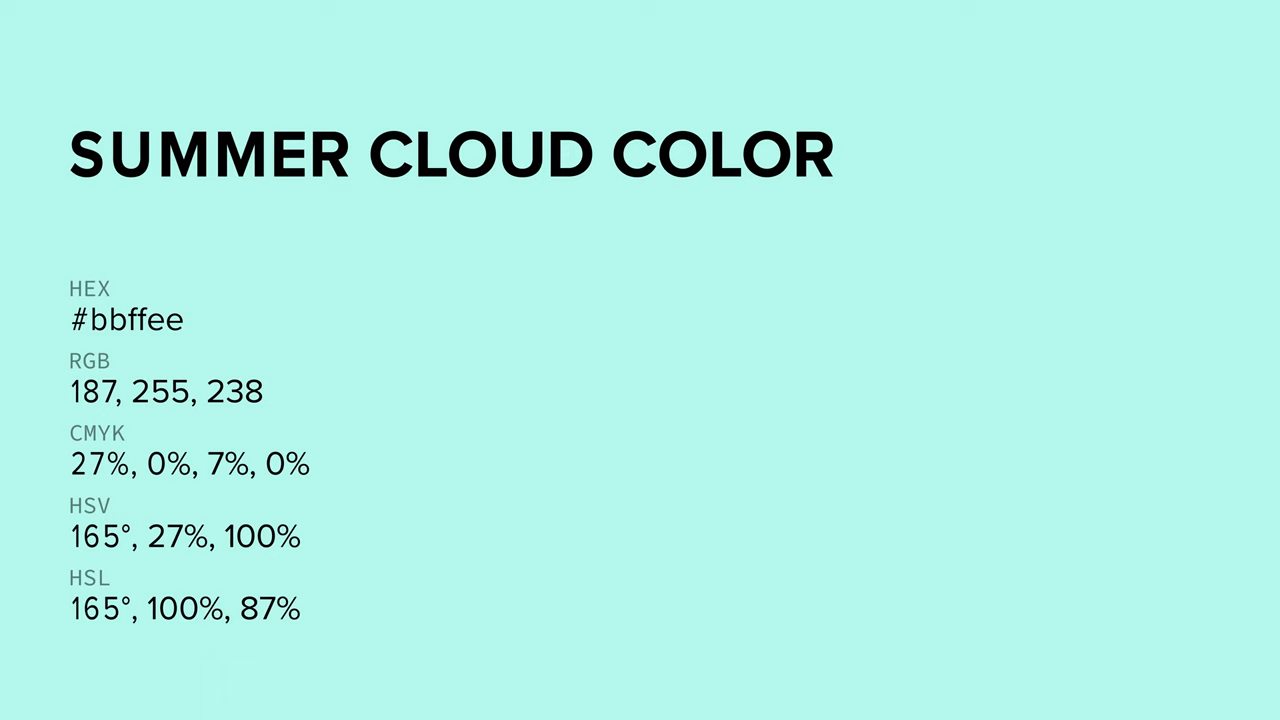 SUMMER CLOUD COLOR
HEX
#bbffee
RGB
187, 255, 238
CMYK
27%, 0%, 7%, 0%
HSV
165°, 27%, 100%
HSL
165°, 100%, 87%